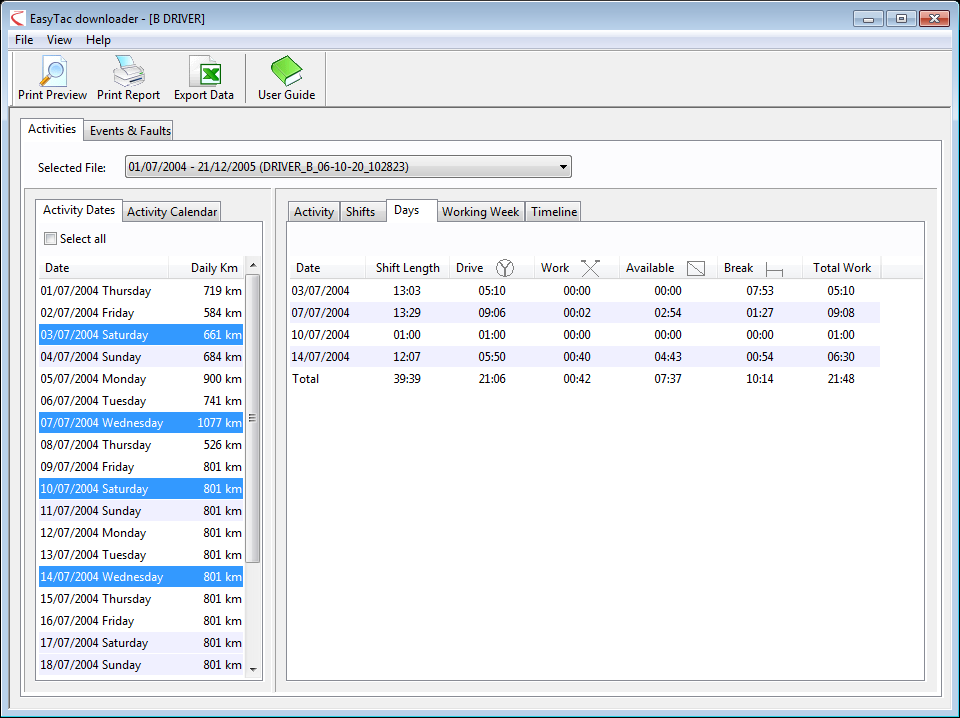 EasyTac downloader - [B DRIVER]
File View Help
Print Preview Print Report Export Data User Guide
Activities Events & Faults
Selected File: 01/07/2004 - 21/12/2005 (DRIVER_B_06-10-20_102823)
Activity Dates Activity Calendar
Select all
Date Daily Km
01/07/2004 Thursday 719 km
02/07/2004 Friday 584 km
03/07/2004 Saturday 661 km
04/07/2004 Sunday 684 km
05/07/2004 Monday 900 km
06/07/2004 Tuesday 741 km
07/07/2004 Wednesday 1077 km
08/07/2004 Thursday 526 km
09/07/2004 Friday 801 km
10/07/2004 Saturday 801 km
11/07/2004 Sunday 801 km
12/07/2004 Monday 801 km
13/07/2004 Tuesday 801 km
14/07/2004 Wednesday 801 km
15/07/2004 Thursday 801 km
16/07/2004 Friday 801 km
17/07/2004 Saturday 801 km
18/07/2004 Sunday 801 km
Activity Shifts Days Working Week Timeline
Date Shift Length Drive Work Available Break Total Work
03/07/2004 13:03 05:10 00:00 00:00 07:53 05:10
07/07/2004 13:29 09:06 00:02 02:54 01:27 09:08
10/07/2004 01:00 01:00 00:00 00:00 00:00 01:00
14/07/2004 12:07 05:50 00:40 04:43 00:54 06:30
Total 39:39 21:06 00:42 07:37 10:14 21:48